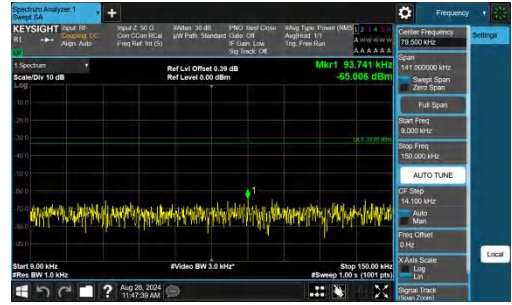 Spectrum Analyzer 1
Swept SA
Frequency
KEYSIGHT Input: RF
RL
Coupling: DC
Align: Auto
Input Z: 50 Ω
Corr CCorr RCal
Freq Ref: Int (S)
#Atten: 30 dB
µW Path: Standard
PNO: Best Close
Gate: Off
IF Gain: Low
Sig Track: Off
#Avg Type: Power (RMS)
Avg|Hold: 1/1
Trig: Free Run
1 2 3 4 5 6
A W W W W W
A A A A A A
1 Spectrum
Scale/Div 10 dB
Log
Ref Lvl Offset 0.39 dB
Ref Level 0.00 dBm
Mkr1 93.741 kHz
-65.006 dBm
1
Start 9.00 kHz
#Res BW 1.0 kHz
#Video BW 3.0 kHz*
Stop 150.00 kHz
#Sweep 1.00 s (1001 pts)
Aug 28, 2024
11:47:39 AM
Center Frequency
79.500 kHz
Settings
Span
141.000000 kHz
Swept Span
Zero Span
Full Span
Start Freq
9.000 kHz
Stop Freq
150.000 kHz
AUTO TUNE
CF Step
14.100 kHz
Auto
Man
Freq Offset
0 Hz
X Axis Scale
Log
Lin
Local
Signal Track
(Span Zoom)